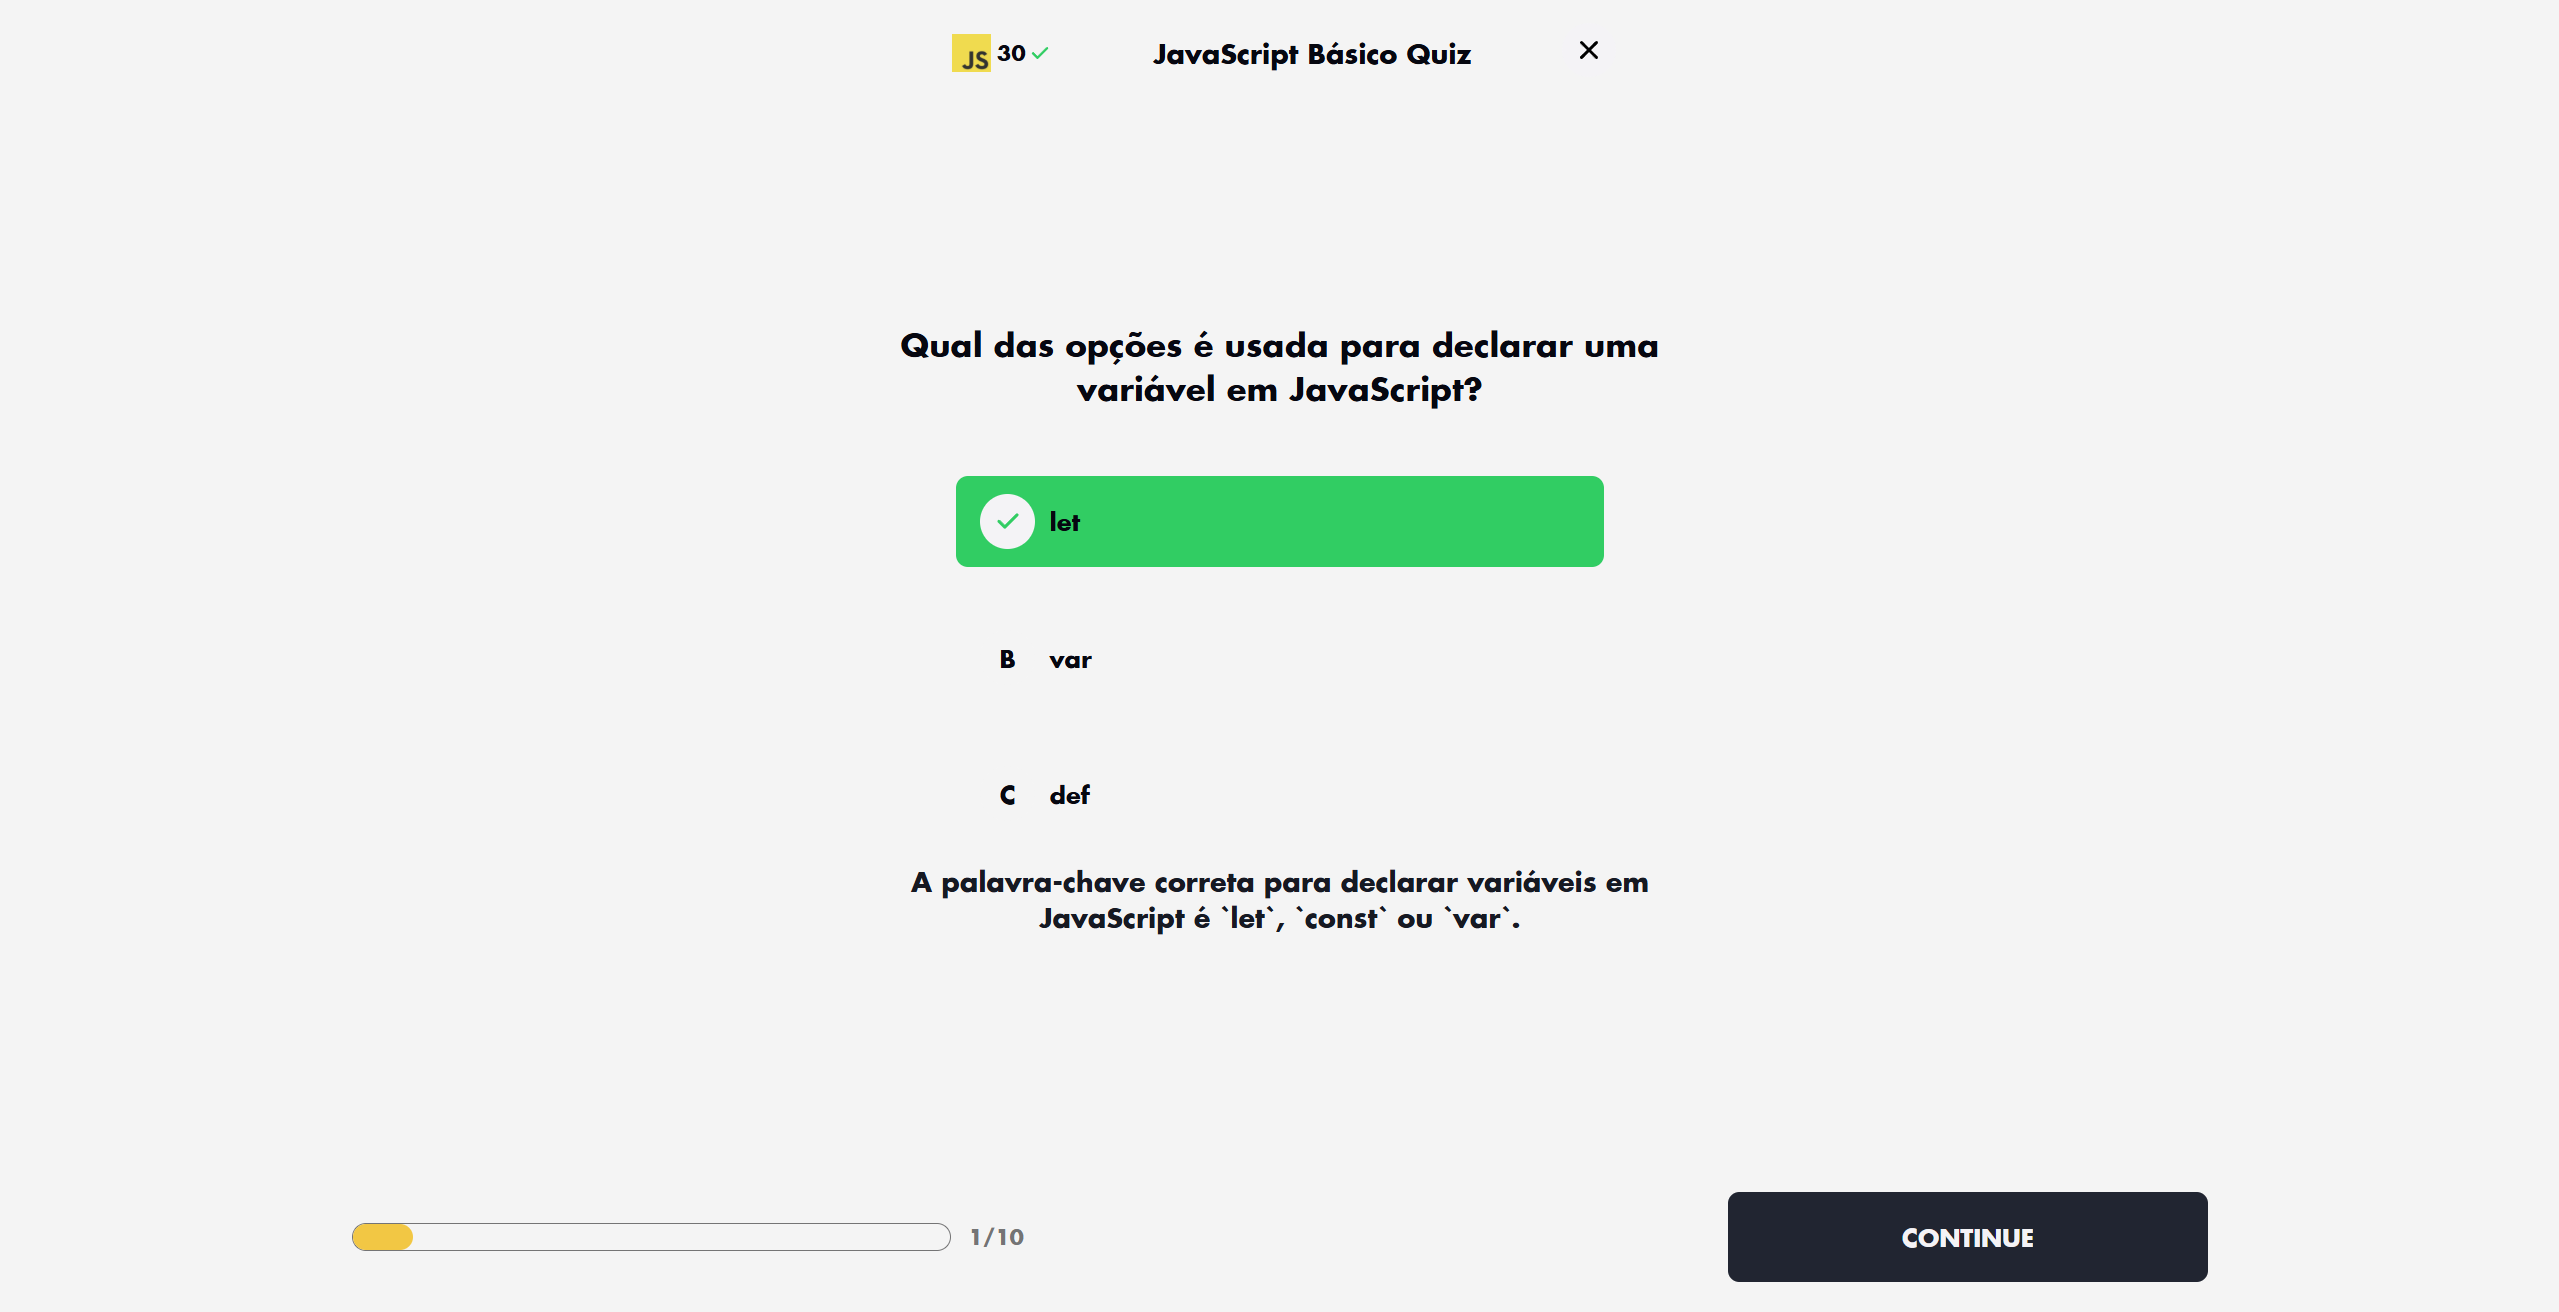 JS 30 JavaScript Básico Quiz
Qual das opções é usada para declarar uma
variável em JavaScript?
let
B var
C def
A palavra-chave correta para declarar variáveis em
JavaScript é `let`, `const` ou `var`.
1/10
CONTINUE